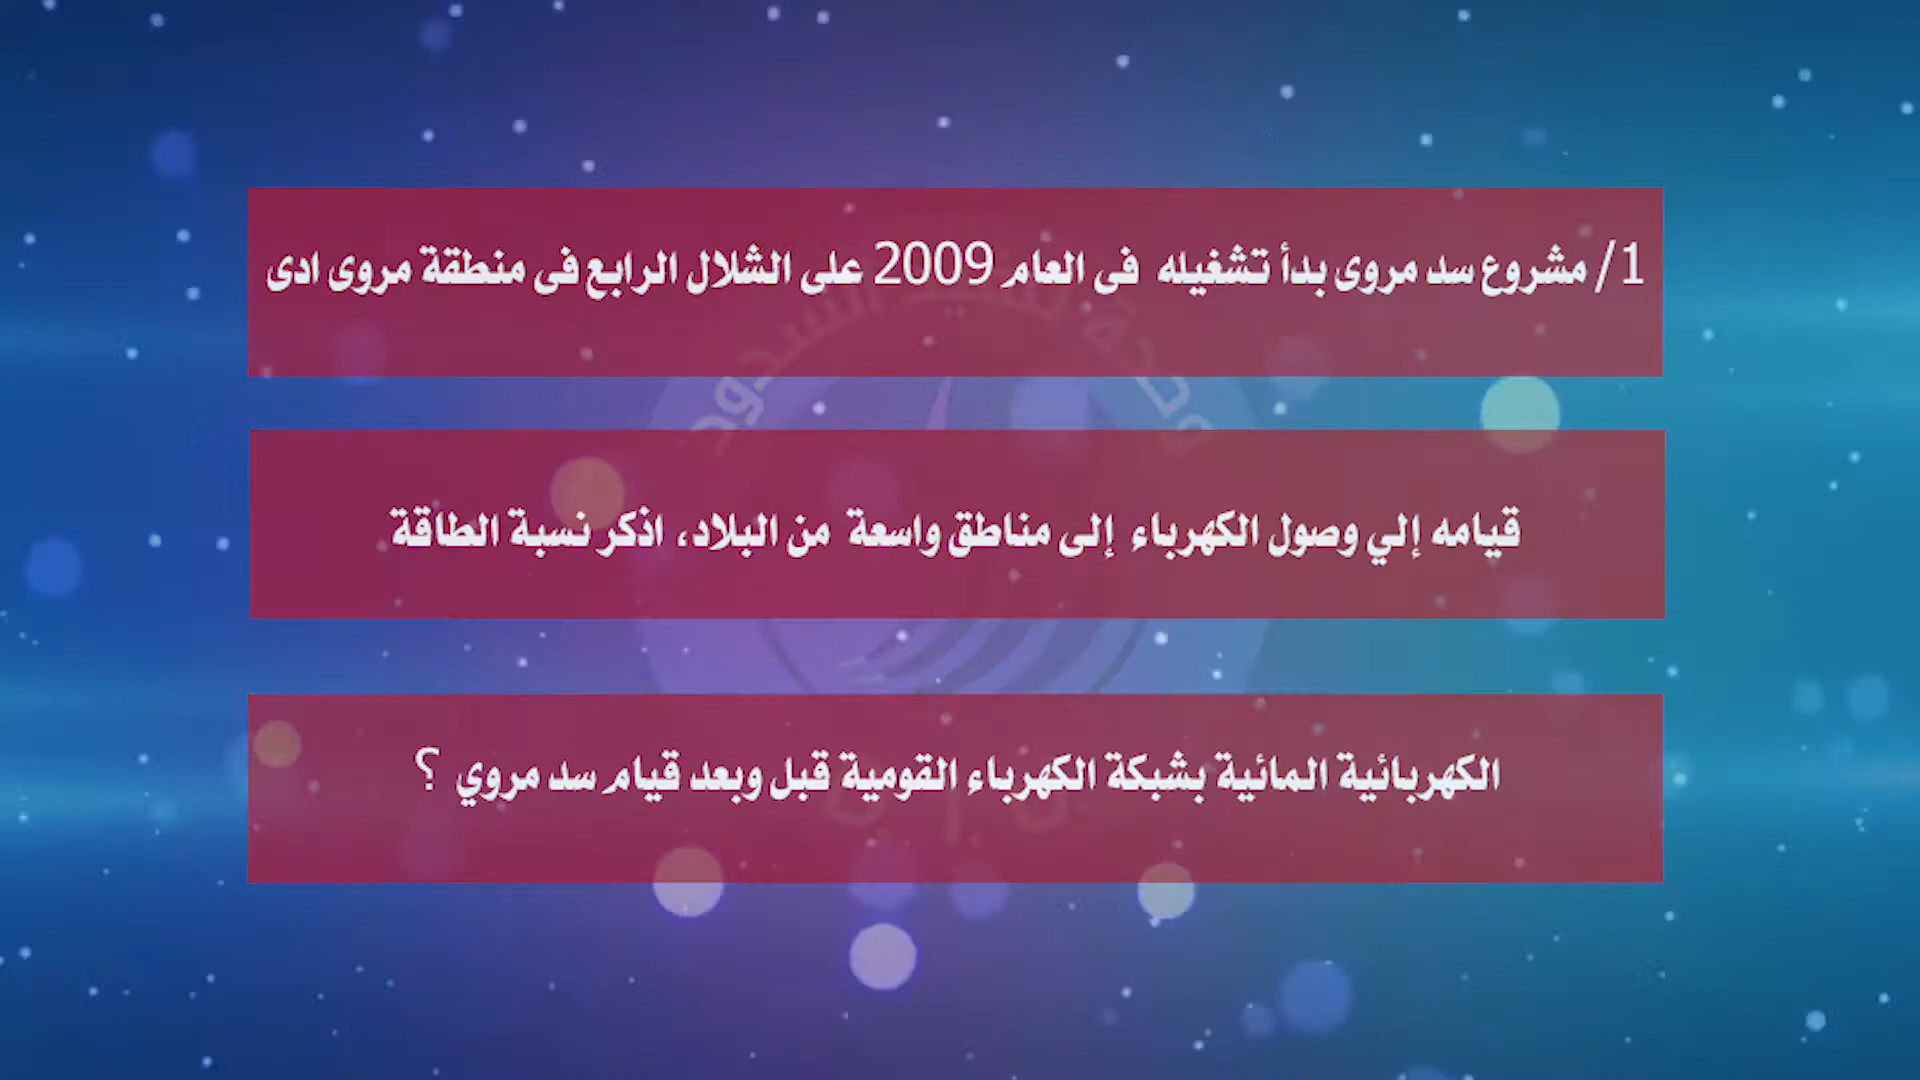 1/ مشروع سد مروى بدأ تشغيله فى العام 2009 على الشلال الرابع فى منطقة مروى ادى
قيامه إلي وصول الكهرباء إلى مناطق واسعة من البلاد، اذكر نسبة الطاقة
الكهربائية المائية بشبكة الكهرباء القومية قبل وبعد قيام سد مروي ؟